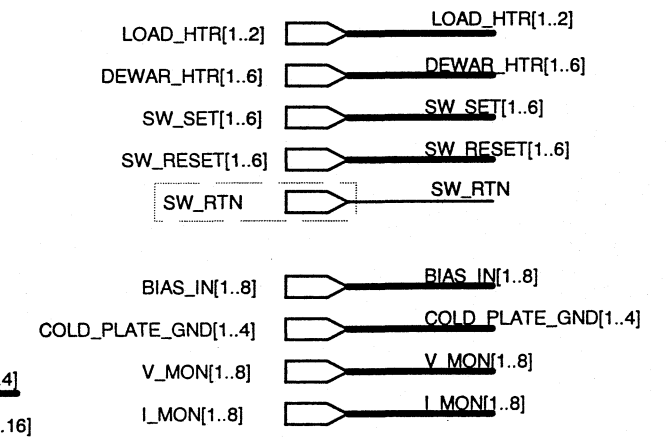 LOAD_HTR[1..2] LOAD_HTR[1..2]
DEWAR_HTR[1..6] DEWAR_HTR[1..6]
SW_SET[1..6] SW_SET[1..6]
SW_RESET[1..6] SW_RESET[1..6]
SW_RTN SW_RTN
BIAS_IN[1..8] BIAS_IN[1..8]
COLD_PLATE_GND[1..4] COLD_PLATE_GND[1..4]
.4] V_MON[1..8] V_MON[1..8]
.16] I_MON[1..8] I_MON[1..8]